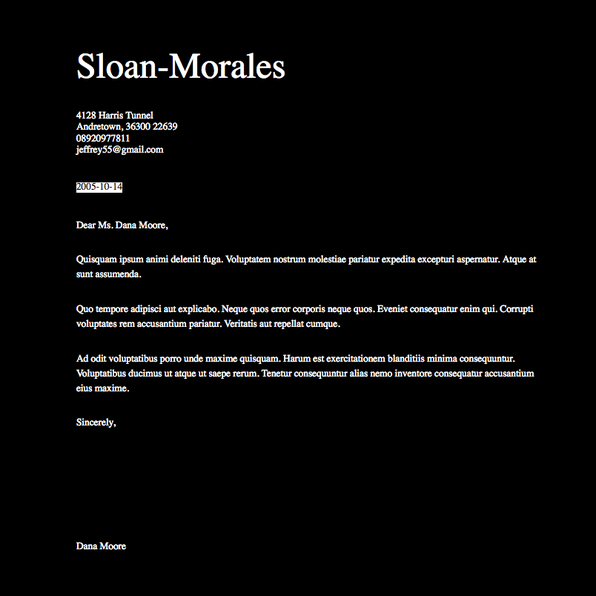 Sloan-Morales
4128 Harris Tunnel
Andretown, 36300 22639
08920977811
jeffrey55@gmail.com
2005-10-14
Dear Ms. Dana Moore,
Quisquam ipsum animi deleniti fuga. Voluptatem nostrum molestiae pariatur expedita excepturi aspernatur. Atque at
sunt assumenda.
Quo tempore adipisci aut explicabo. Neque quos error corporis neque quos. Eveniet consequatur enim qui. Corrupti
voluptates rem accusantium pariatur. Veritatis aut repellat cumque.
Ad odit voluptatibus porro unde maxime quisquam. Harum est exercitationem blanditiis minima consequuntur.
Voluptatibus ducimus ut atque ut saepe rerum. Tenetur consequuntur alias nemo inventore consequatur accusantium
eius maxime.
Sincerely,
Dana Moore